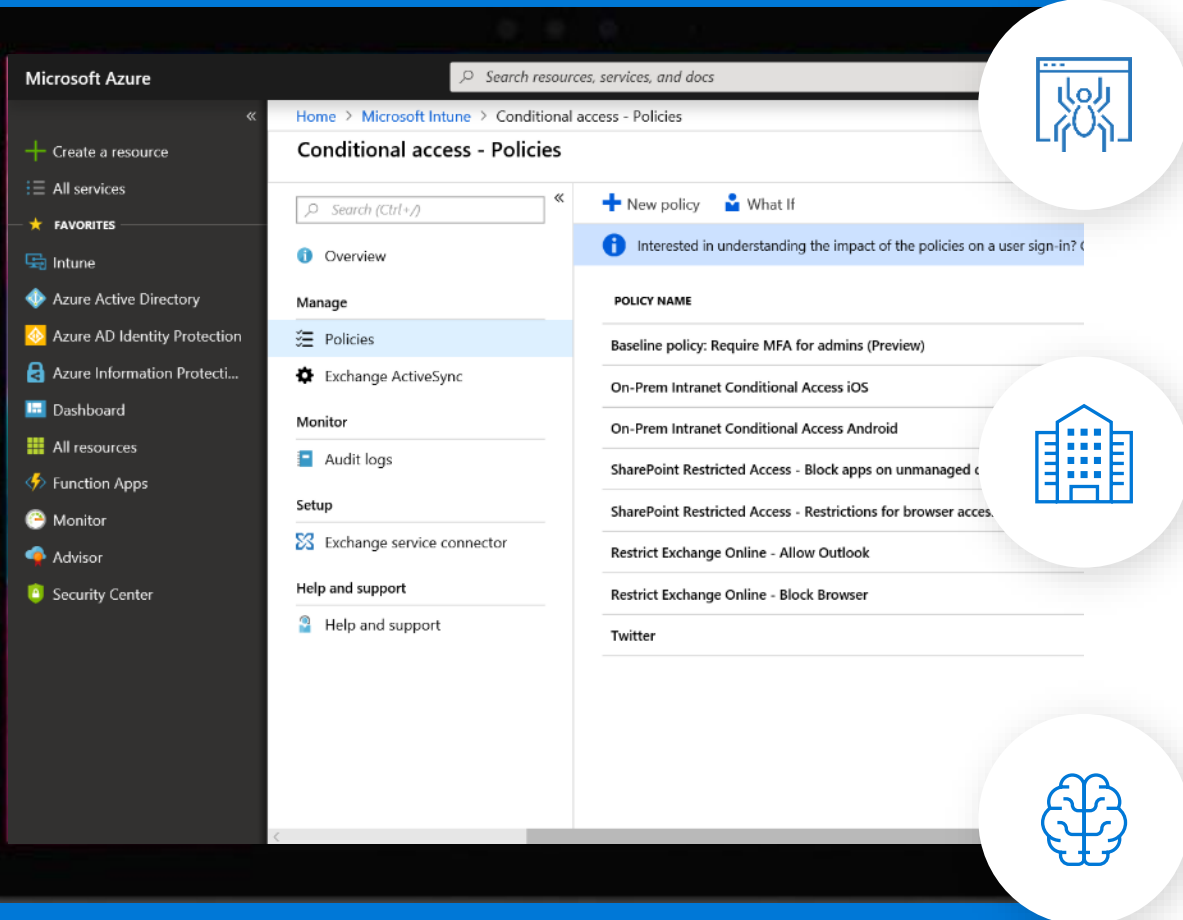 Microsoft Azure
Search resources, services, and docs
«
Create a resource
All services
FAVORITES
Intune
Azure Active Directory
Azure AD Identity Protection
Azure Information Protecti...
Dashboard
All resources
Function Apps
Monitor
Advisor
Security Center
Home > Microsoft Intune > Conditional access - Policies
Conditional access - Policies
Search (Ctrl+/)
«
Overview
Manage
Policies
Exchange ActiveSync
Monitor
Audit logs
Setup
Exchange service connector
Help and support
Help and support
New policy What If
Interested in understanding the impact of the policies on a user sign-in?
POLICY NAME
Baseline policy: Require MFA for admins (Preview)
On-Prem Intranet Conditional Access iOS
On-Prem Intranet Conditional Access Android
SharePoint Restricted Access - Block apps on unmanaged
SharePoint Restricted Access - Restrictions for browser
Restrict Exchange Online - Allow Outlook
Restrict Exchange Online - Block Browser
Twitter